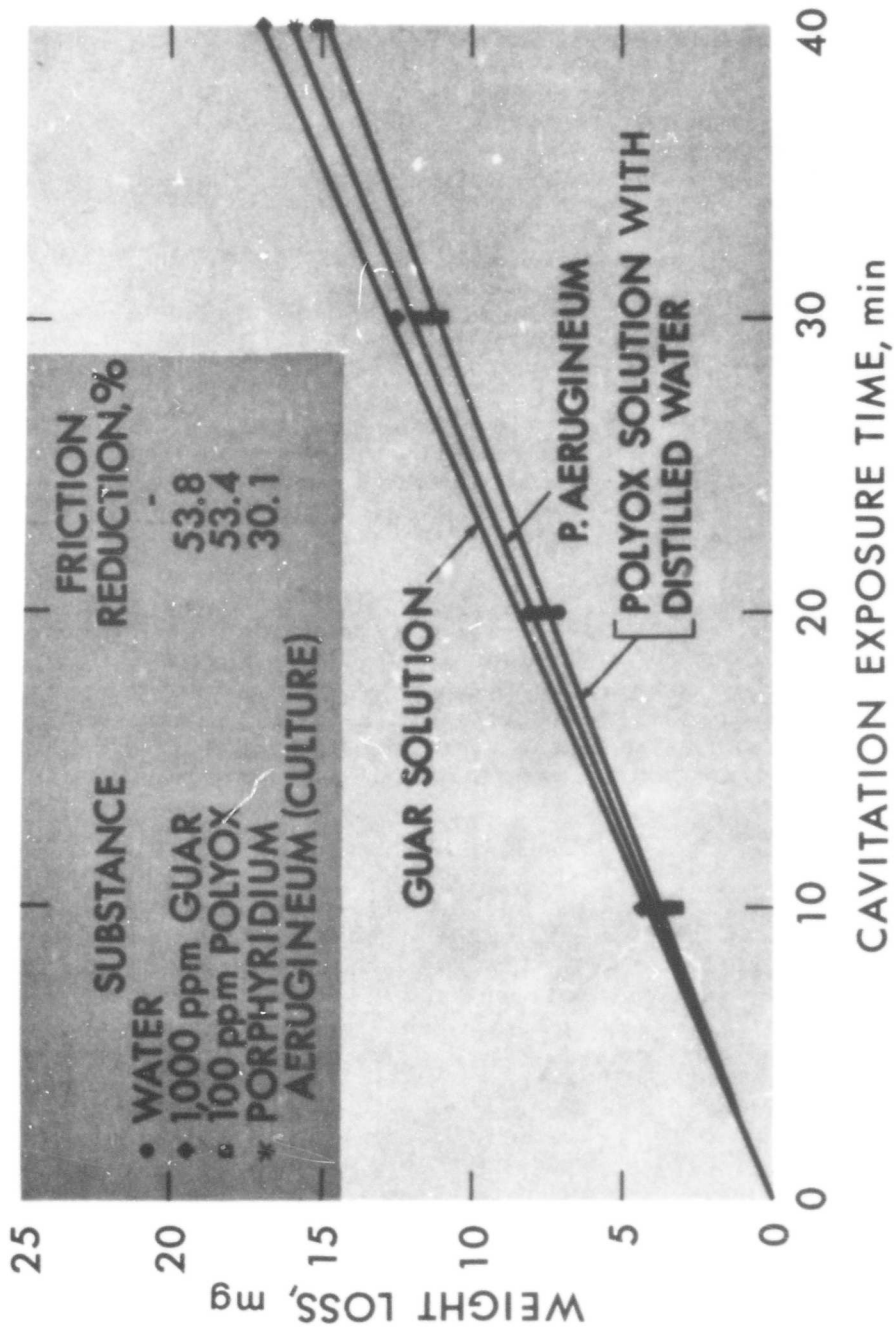 WEIGHT LOSS, mg
25
20
15
10
5
0
SUBSTANCE
FRICTION
REDUCTION,%
• WATER -
◆ 1,000 ppm GUAR 53.8
■ 100 ppm POLYOX 53.4
* PORPHYRIDIUM 30.1
AERUGINEUM (CULTURE)
GUAR SOLUTION
P. AERUGINEUM
POLYOX SOLUTION WITH
DISTILLED WATER
0 10 20 30 40
CAVITATION EXPOSURE TIME, min